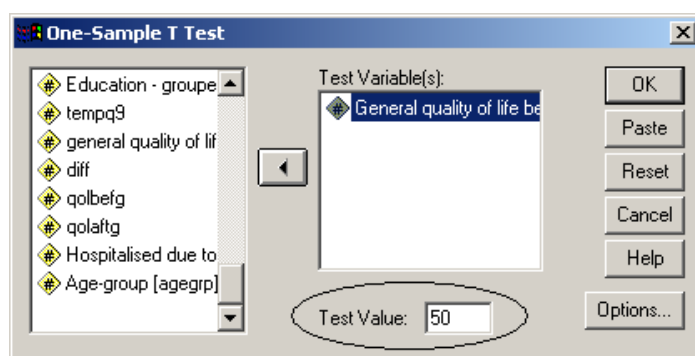 One-Sample T Test
Education - groupe
tempq9
general quality of lif
diff
qolbefg
qolaftg
Hospitalised due to
Age-group [agegrp]
Test Variable(s):
General quality of life be
Test Value: 50
OK
Paste
Reset
Cancel
Help
Options...